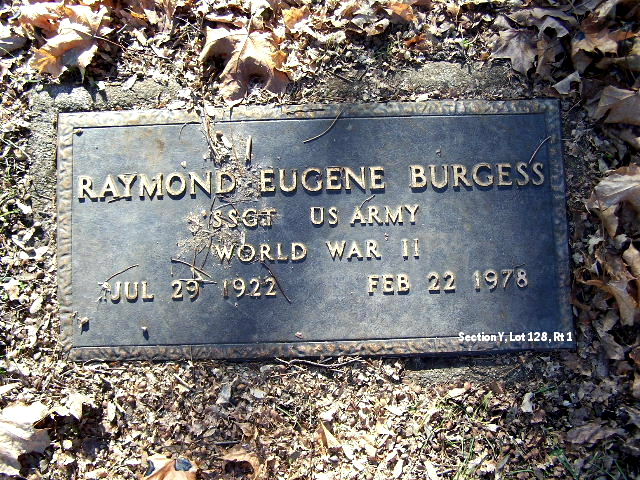 RAYMOND EUGENE BURGESS
SSGT US ARMY
WORLD WAR II
JUL 29 1922 FEB 22 1978
Section Y, Lot 128, Rt 1